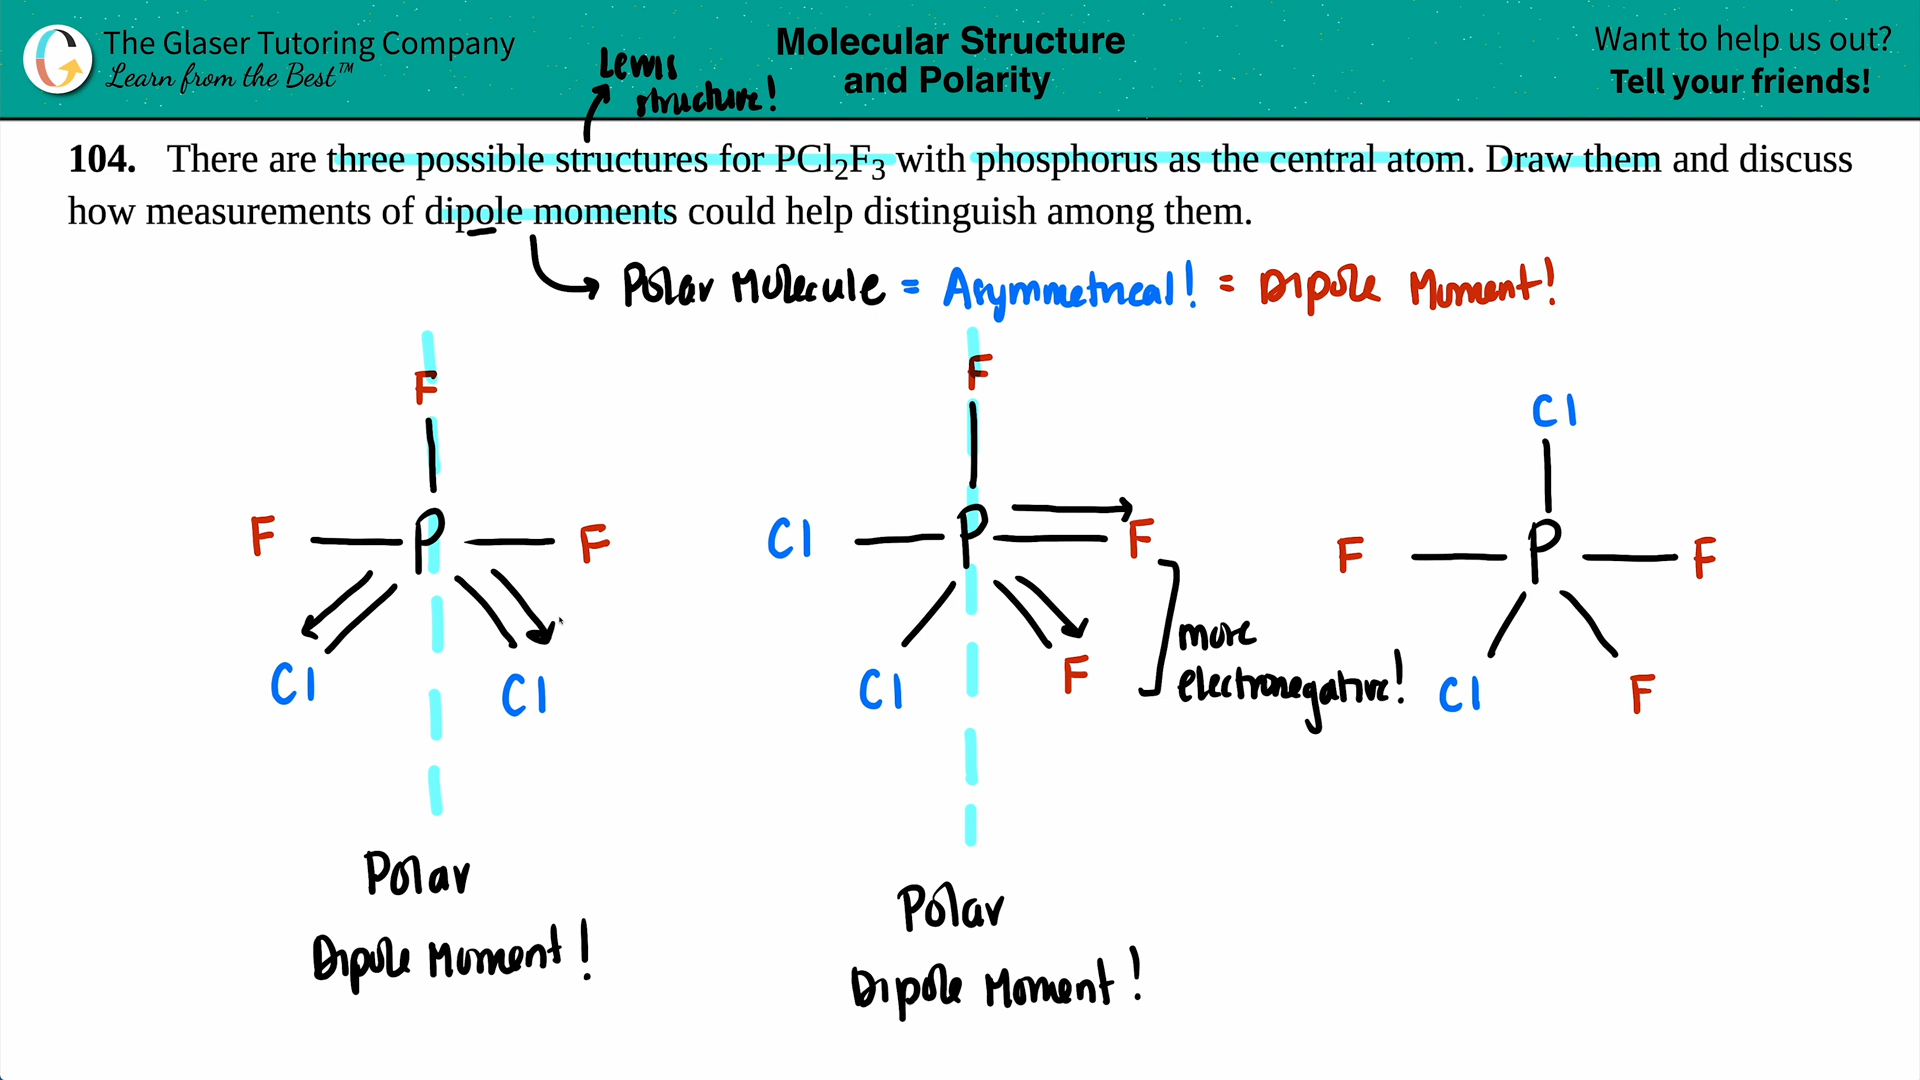 The Glaser Tutoring Company
Learn from the Best™
Molecular Structure
and Polarity
Want to help us out?
Tell your friends!
Lewis
structure!
104. There are three possible structures for PCl₂F₃ with phosphorus as the central atom. Draw them and discuss
how measurements of dipole moments could help distinguish among them.
Polar Molecule = Asymmetrical! = Dipole Moment!
F
F P F
Cl Cl
Polar
Dipole Moment!
F
Cl P F
Cl F
more
electronegative!
Polar
Dipole Moment!
Cl
F P F
Cl F